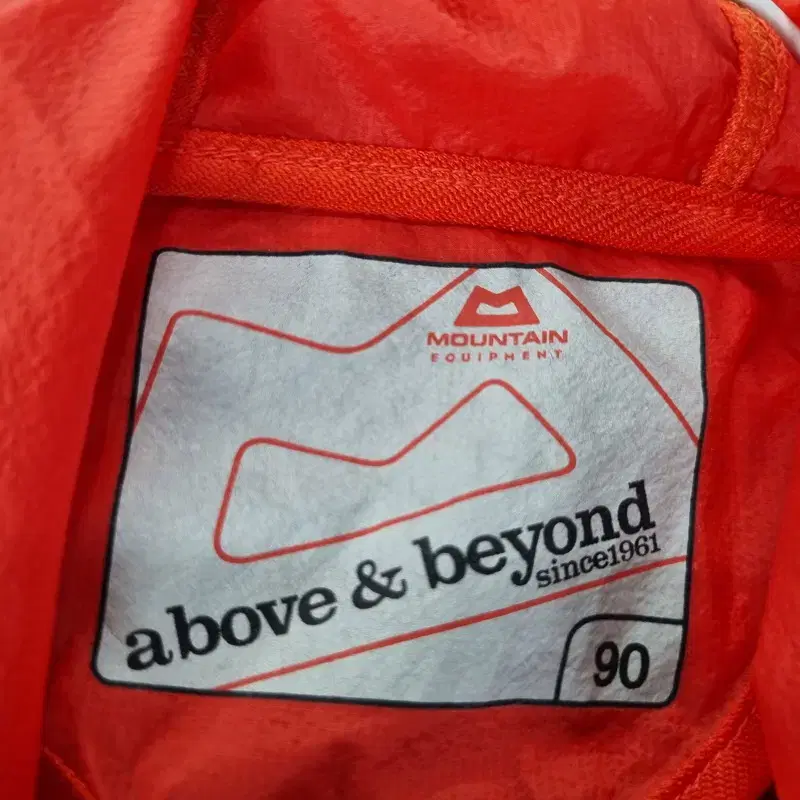 MOUNTAIN
EQUIPMENT
above & beyond
since1961
90